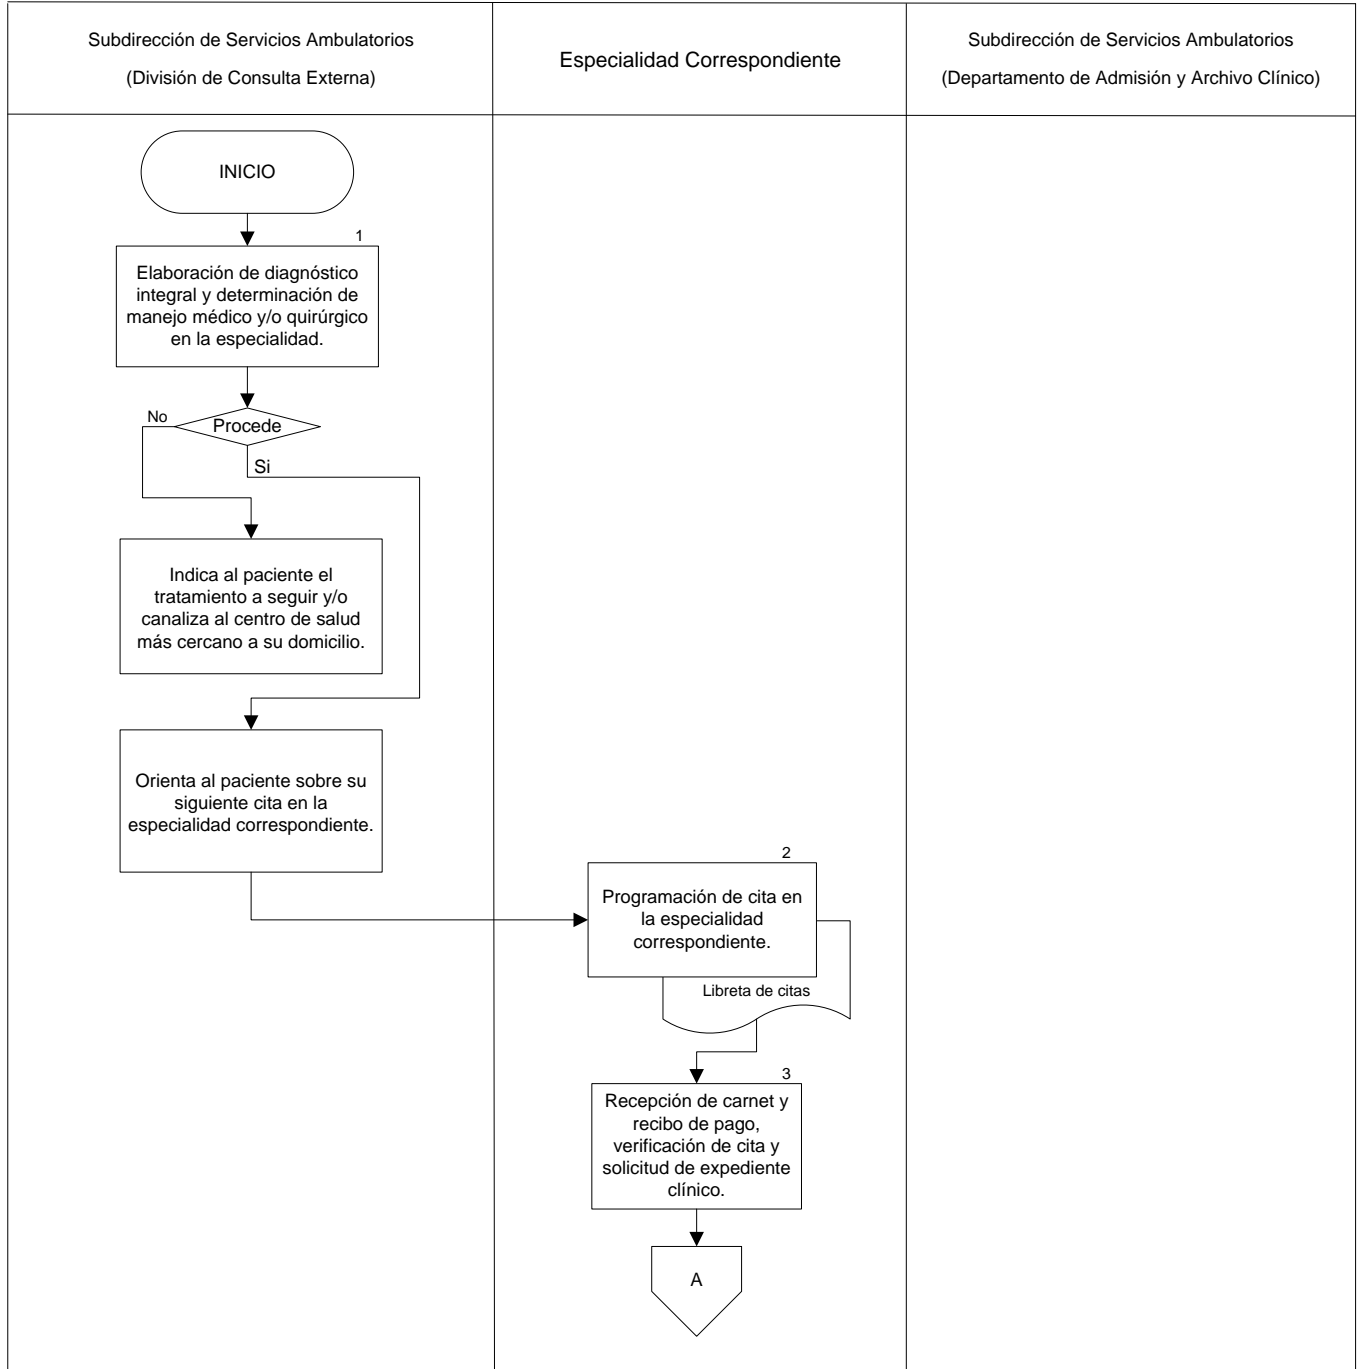 Subdirección de Servicios Ambulatorios
(División de Consulta Externa)
Especialidad Correspondiente
Subdirección de Servicios Ambulatorios
(Departamento de Admisión y Archivo Clínico)
INICIO
1
Elaboración de diagnóstico
integral y determinación de
manejo médico y/o quirúrgico
en la especialidad.
No
Procede
Si
Indica al paciente el
tratamiento a seguir y/o
canaliza al centro de salud
más cercano a su domicilio.
Orienta al paciente sobre su
siguiente cita en la
especialidad correspondiente.
2
Programación de cita en
la especialidad
correspondiente.
Libreta de citas
3
Recepción de carnet y
recibo de pago,
verificación de cita y
solicitud de expediente
clínico.
A